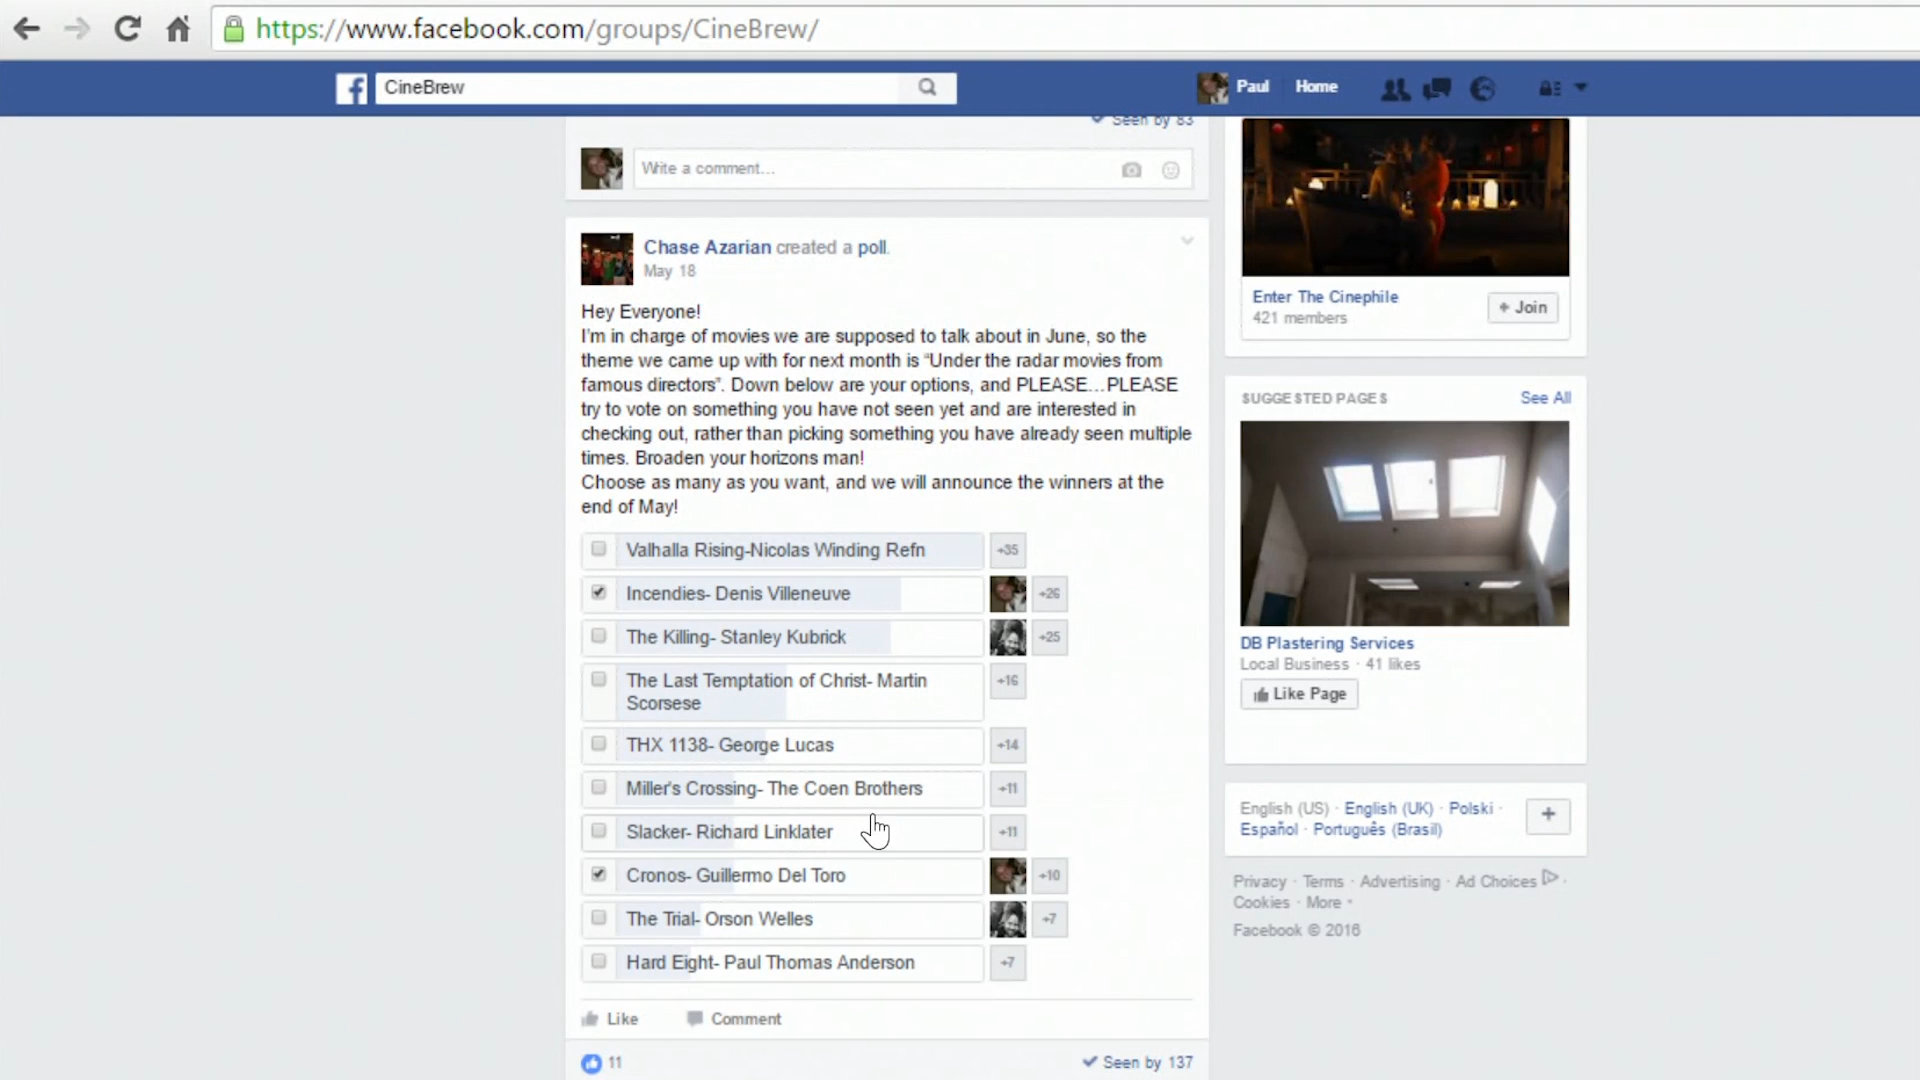 https://www.facebook.com/groups/CineBrew/
CineBrew
Paul
Home
Seen by 83
Write a comment...
Chase Azarian created a poll.
May 18
Hey Everyone!
I'm in charge of movies we are supposed to talk about in June, so the
theme we came up with for next month is “Under the radar movies from
famous directors”. Down below are your options, and PLEASE…PLEASE
try to vote on something you have not seen yet and are interested in
checking out, rather than picking something you have already seen multiple
times. Broaden your horizons man!
Choose as many as you want, and we will announce the winners at the
end of May!
Valhalla Rising-Nicolas Winding Refn
+35
Incendies- Denis Villeneuve
+26
The Killing- Stanley Kubrick
+25
The Last Temptation of Christ- Martin
Scorsese
+16
THX 1138- George Lucas
+14
Miller's Crossing- The Coen Brothers
+11
Slacker- Richard Linklater
+11
Cronos- Guillermo Del Toro
+10
The Trial- Orson Welles
+7
Hard Eight- Paul Thomas Anderson
+7
Like
Comment
11
Seen by 137
Enter The Cinephile
421 members
+ Join
SUGGESTED PAGES
See All
DB Plastering Services
Local Business · 41 likes
Like Page
English (US) · English (UK) · Polski ·
Español · Português (Brasil)
+
Privacy · Terms · Advertising · Ad Choices ·
Cookies · More
Facebook © 2016